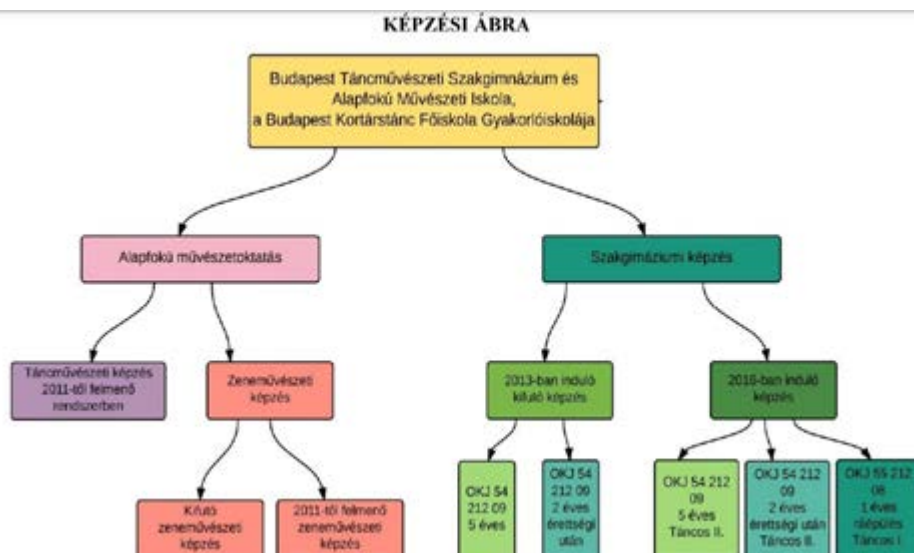 KÉPZÉSI ÁBRA
Budapest Táncművészeti Szakgimnázium és
Alapfokú Művészeti Iskola,
a Budapest Kortárstánc Főiskola Gyakorlóiskolája
Alapfokú művészetoktatás
Szakgimáziumi képzés
Táncművészeti képzés
2011-től felmenő
rendszerben
Zeneművészeti
képzés
2013-ban induló
kifutó képzés
2016-ban induló
képzés
Kifutó
zeneművészeti
képzés
2011-től felmenő
zeneművészeti
képzés
OKJ 54
212 09
5 éves
OKJ 54
212 09
2 éves
érettségi
után
OKJ 54 212
09
5 éves
Táncos II.
OKJ 54 212
09
2 éves
érettségi után
Táncos II.
OKJ 55 212
08
1 éves
ráépülés
Táncos I.